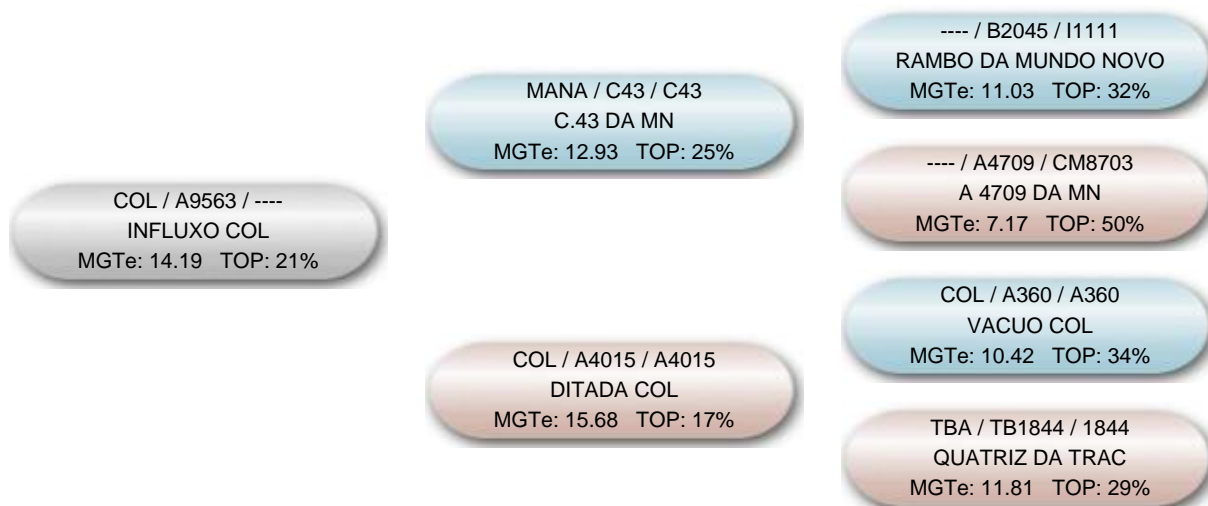 COL / A9563 / ----
INFLUXO COL
MGTe: 14.19 TOP: 21%
MANA / C43 / C43
C.43 DA MN
MGTe: 12.93 TOP: 25%
COL / A4015 / A4015
DITADA COL
MGTe: 15.68 TOP: 17%
---- / B2045 / I1111
RAMBO DA MUNDO NOVO
MGTe: 11.03 TOP: 32%
---- / A4709 / CM8703
A 4709 DA MN
MGTe: 7.17 TOP: 50%
COL / A360 / A360
VACUO COL
MGTe: 10.42 TOP: 34%
TBA / TB1844 / 1844
QUATRIZ DA TRAC
MGTe: 11.81 TOP: 29%